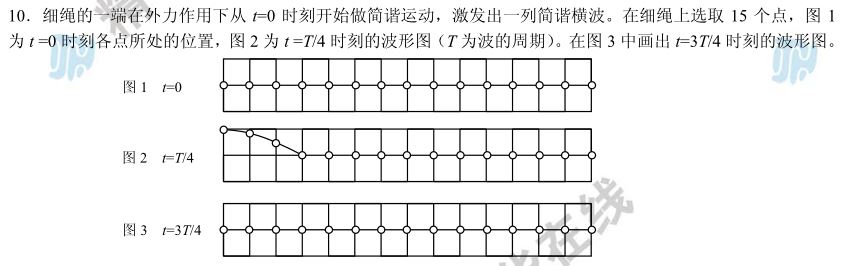 10．细绳的一端在外力作用下从 t=0 时刻开始做简谐运动，激发出一列简谐横波。在细绳上选取 15 个点，图 1
为 t =0 时刻各点所处的位置，图 2 为 t =T/4 时刻的波形图（T 为波的周期）。在图 3 中画出 t=3T/4 时刻的波形图。
图 1 t=0
图 2 t=T/4
图 3 t=3T/4
在线